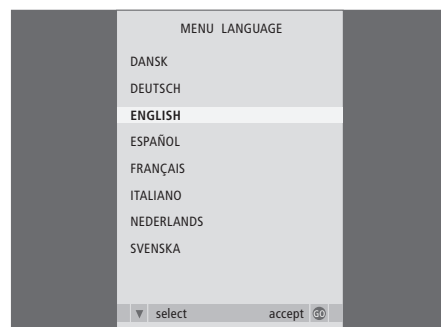 MENU LANGUAGE
DANSK
DEUTSCH
ENGLISH
ESPAÑOL
FRANÇAIS
ITALIANO
NEDERLANDS
SVENSKA
▼ select accept GO